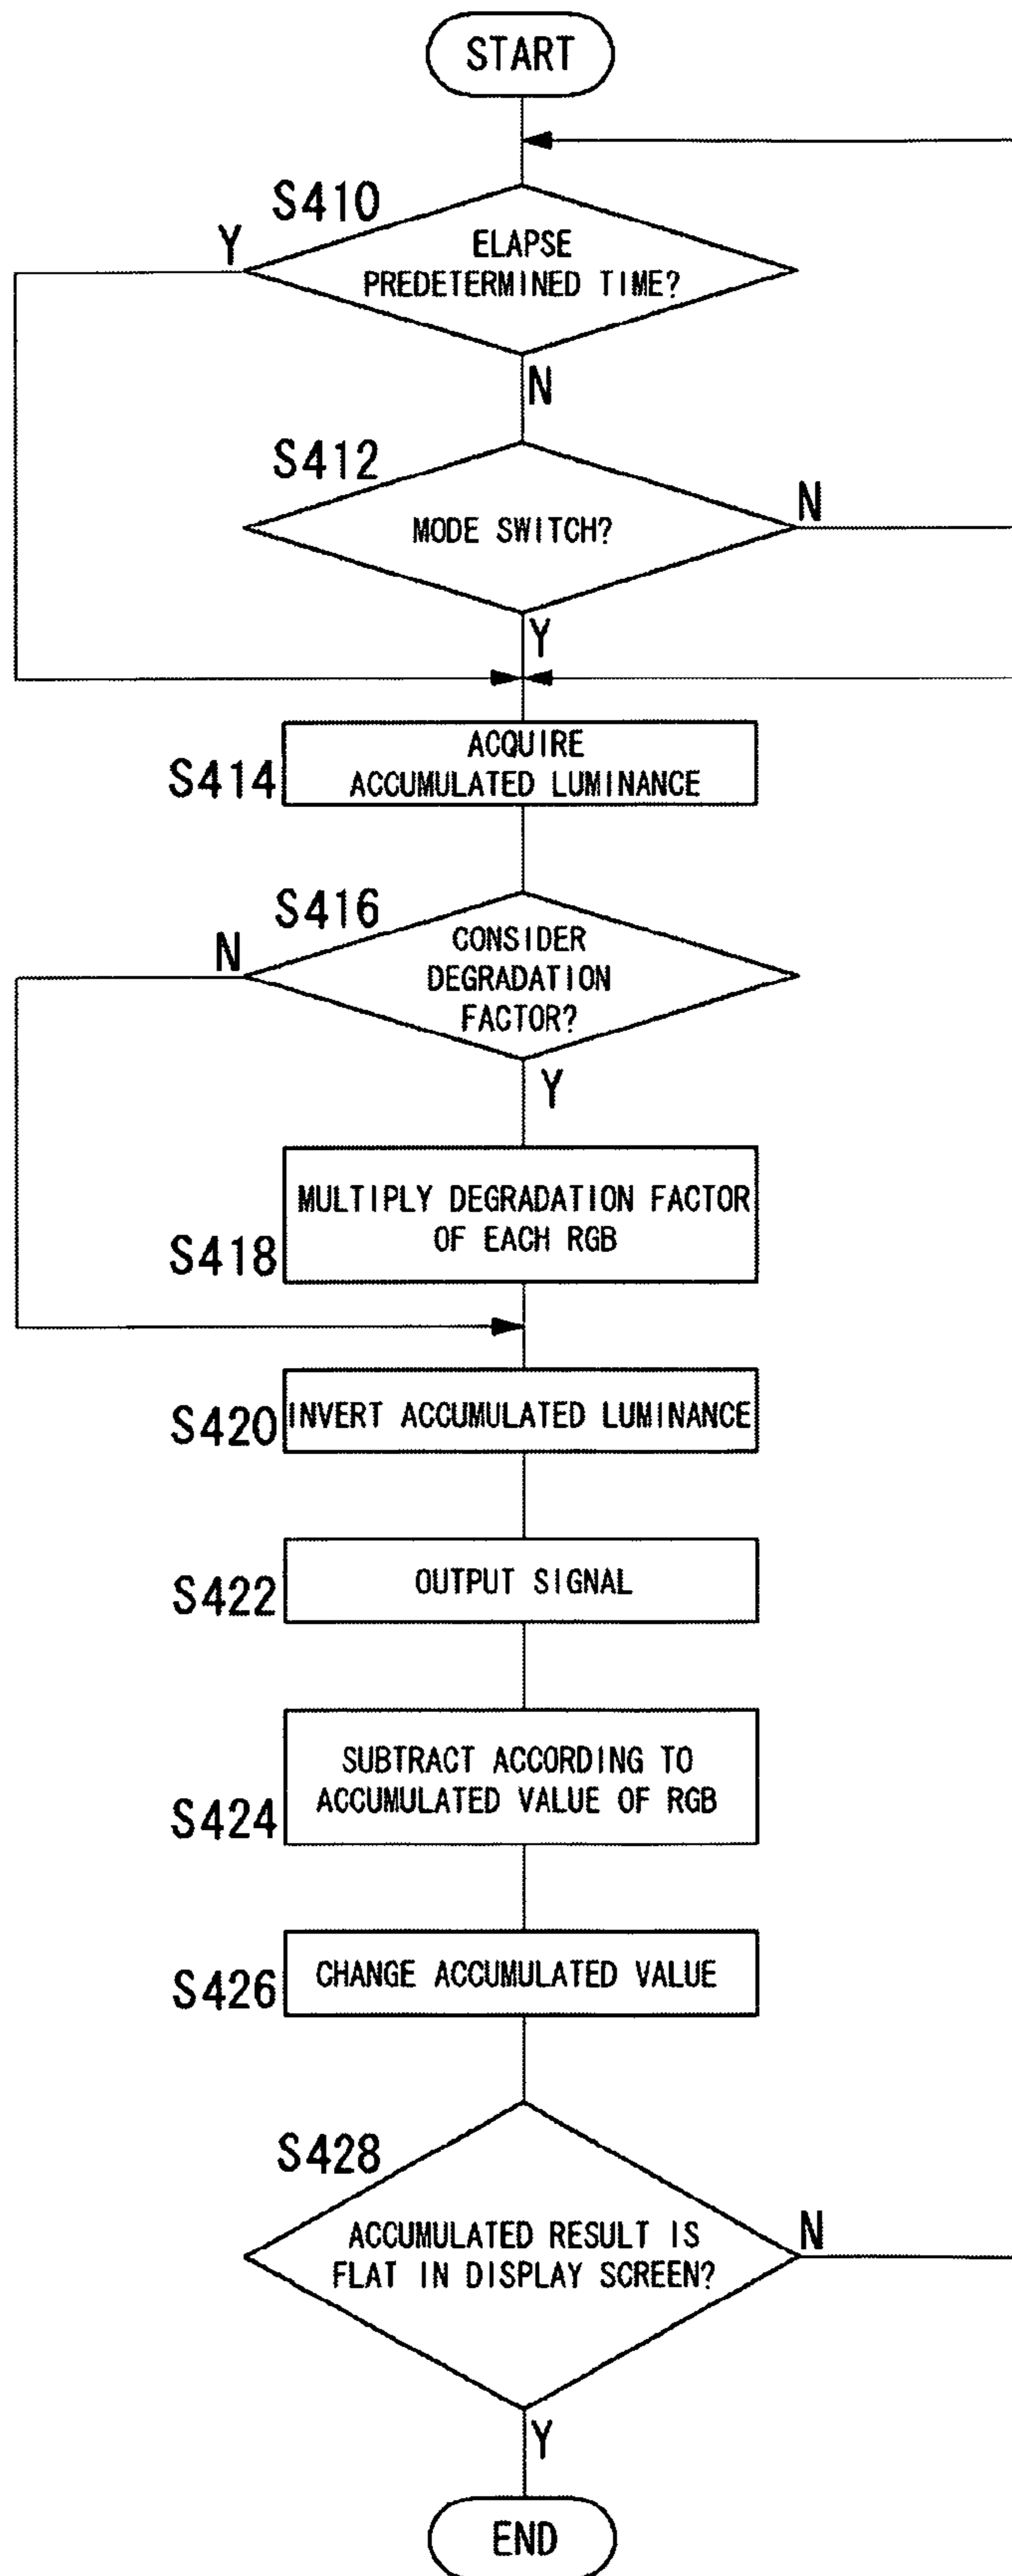 START
S410
Y
ELAPSE
PREDETERMINED TIME?
N
S412
MODE SWITCH?
N
Y
S414
ACQUIRE
ACCUMULATED LUMINANCE
S416
N
CONSIDER
DEGRADATION
FACTOR?
Y
S418
MULTIPLY DEGRADATION FACTOR
OF EACH RGB
S420
INVERT ACCUMULATED LUMINANCE
S422
OUTPUT SIGNAL
S424
SUBTRACT ACCORDING TO
ACCUMULATED VALUE OF RGB
S426
CHANGE ACCUMULATED VALUE
S428
ACCUMULATED RESULT IS
FLAT IN DISPLAY SCREEN?
N
Y
END